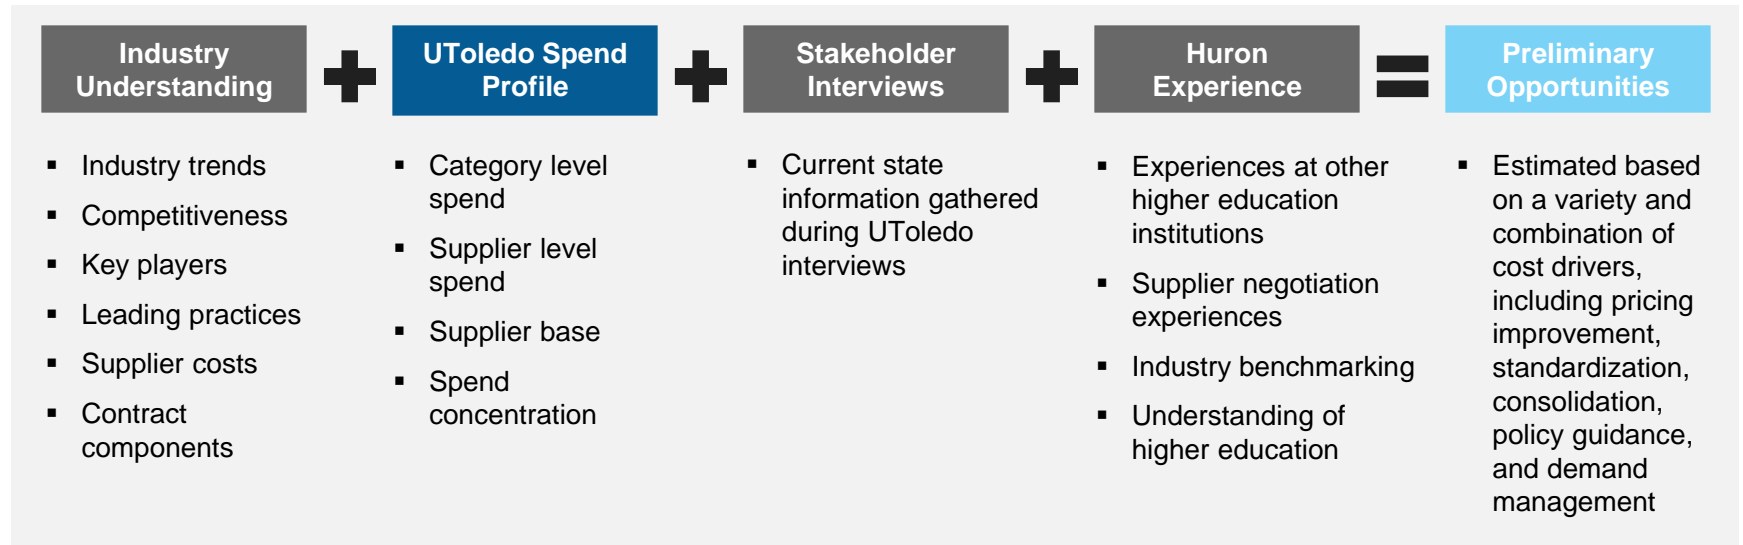 Industry
Understanding
UToledo Spend
Profile
Stakeholder
Interviews
Huron
Experience
Preliminary
Opportunities
▪ Industry trends
▪ Competitiveness
▪ Key players
▪ Leading practices
▪ Supplier costs
▪ Contract
components
▪ Category level
spend
▪ Supplier level
spend
▪ Supplier base
▪ Spend
concentration
▪ Current state
information gathered
during UToledo
interviews
▪ Experiences at other
higher education
institutions
▪ Supplier negotiation
experiences
▪ Industry benchmarking
▪ Understanding of
higher education
▪ Estimated based
on a variety and
combination of
cost drivers,
including pricing
improvement,
standardization,
consolidation,
policy guidance,
and demand
management